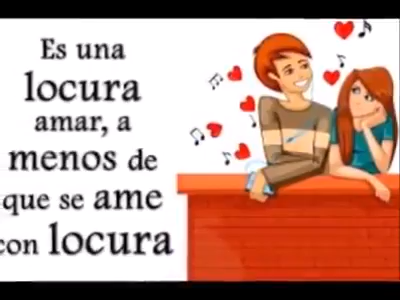 Es una
locura
amar, a
menos de
que se ame
con locura